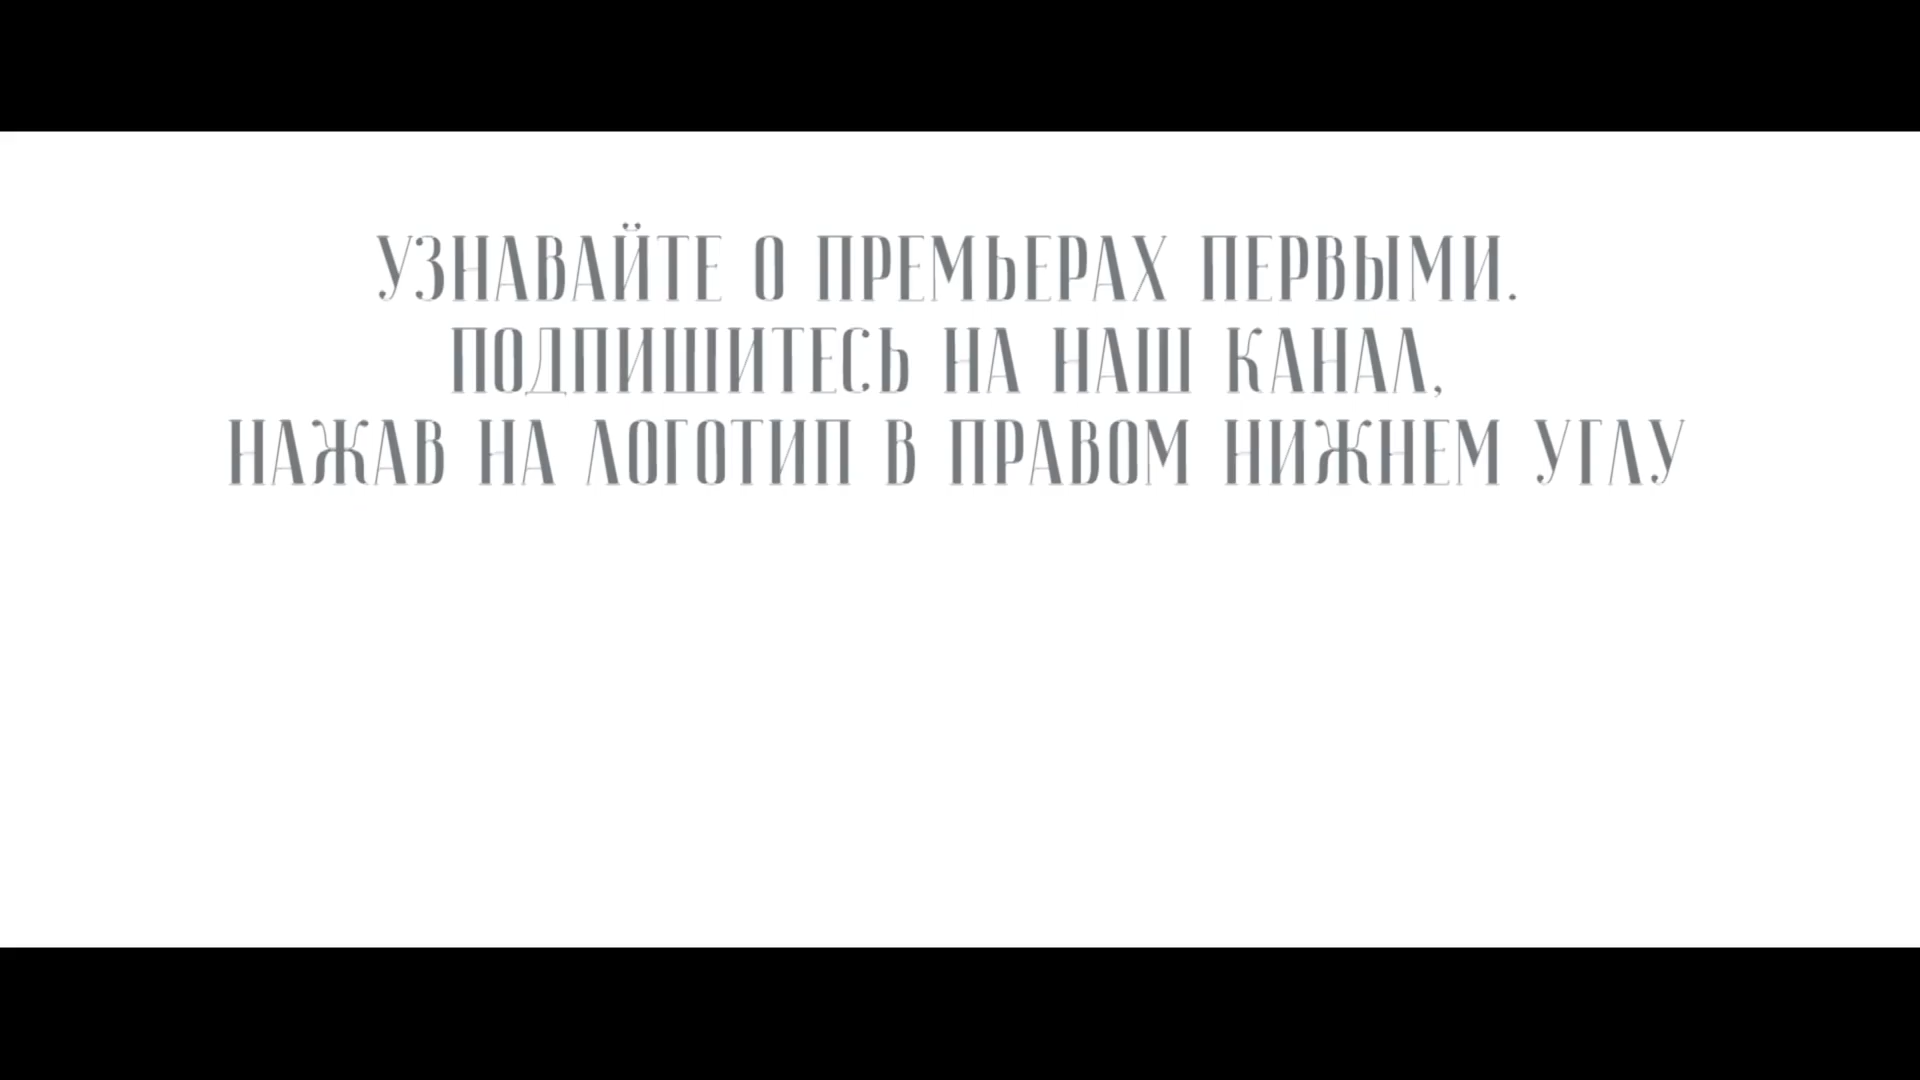 УЗНАВАЙТЕ О ПРЕМЬЕРАХ ПЕРВЫМИ.
ПОДПИШИТЕСЬ НА НАШ КАНАЛ,
НАЖАВ НА ЛОГОТИП В ПРАВОМ НИЖНЕМ УГЛУ